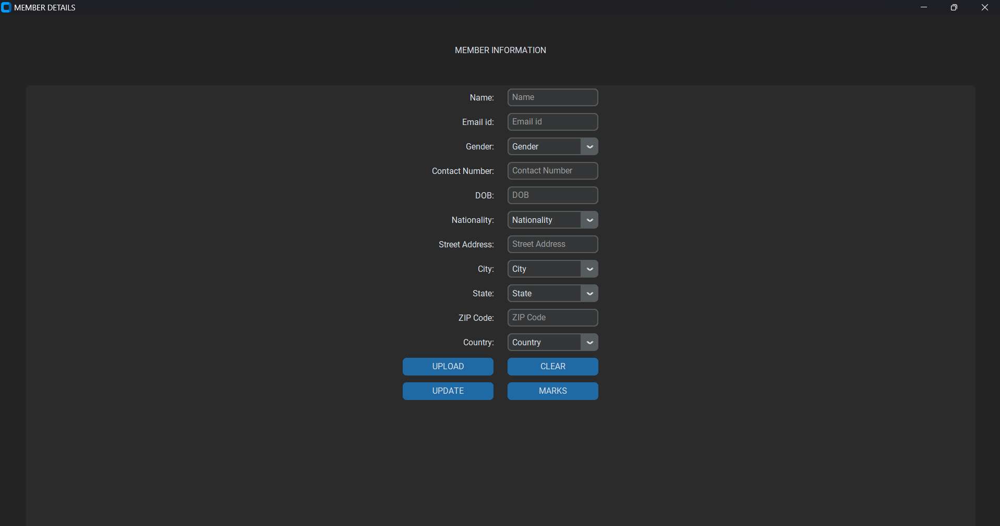 MEMBER DETAILS
MEMBER INFORMATION
Name: Name
Email id: Email id
Gender: Gender
Contact Number: Contact Number
DOB: DOB
Nationality: Nationality
Street Address: Street Address
City: City
State: State
ZIP Code: ZIP Code
Country: Country
UPLOAD CLEAR
UPDATE MARKS